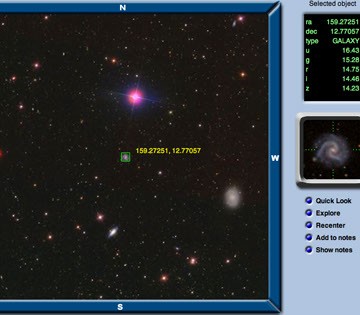 Selected object
N
ra 159.27251
dec 12.77057
type GALAXY
u 16.43
g 15.28
r 14.75
i 14.46
z 14.23
159.27251, 12.77057
W
Quick Look
Explore
Recenter
Add to notes
Show notes
S